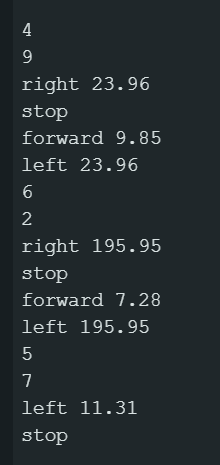 4
9
right 23.96
stop
forward 9.85
left 23.96
6
2
right 195.95
stop
forward 7.28
left 195.95
5
7
left 11.31
stop